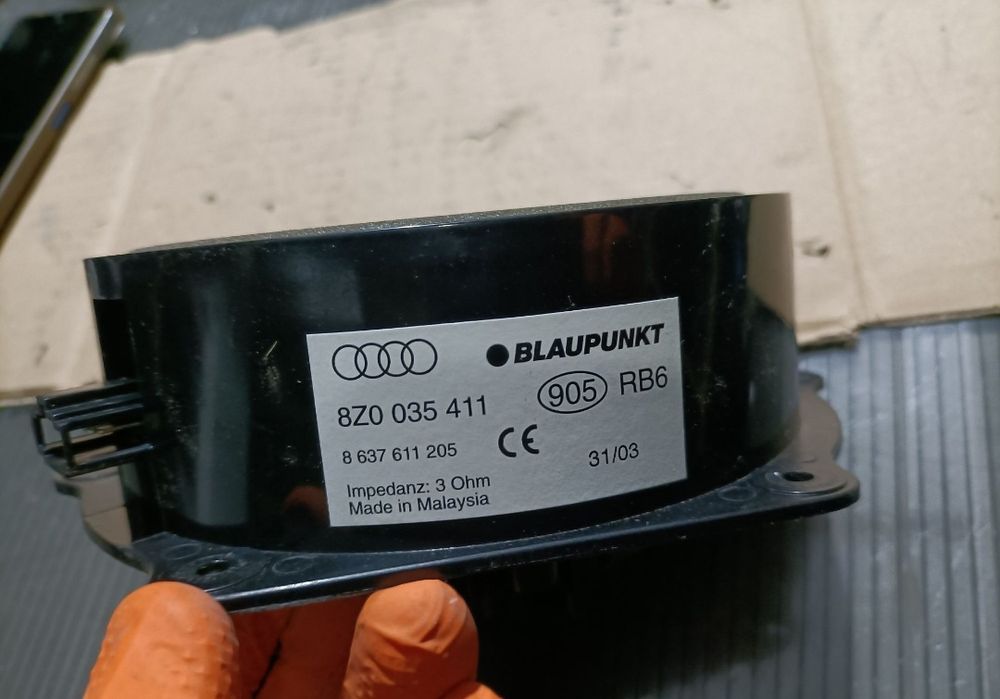 BLAUPUNKT
8Z0 035 411
905 RB6
8 637 611 205
CE
31/03
Impedanz: 3 Ohm
Made in Malaysia